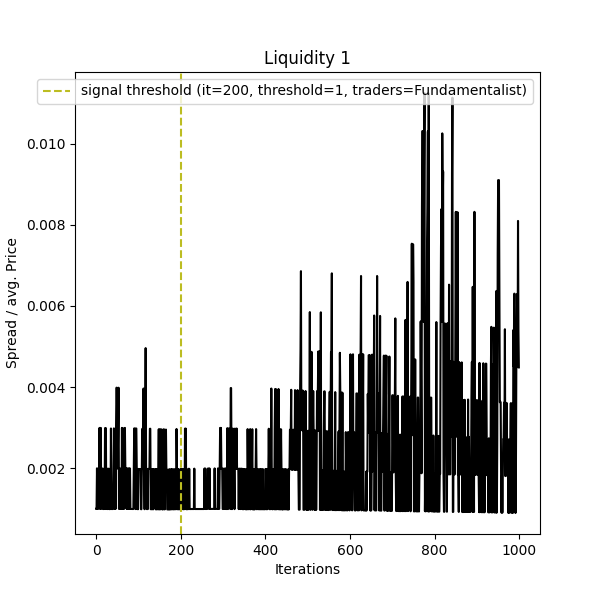 Liquidity 1
signal threshold (it=200, threshold=1, traders=Fundamentalist)
0.010
0.008
0.006
0.004
0.002
Spread / avg. Price
0 200 400 600 800 1000
Iterations